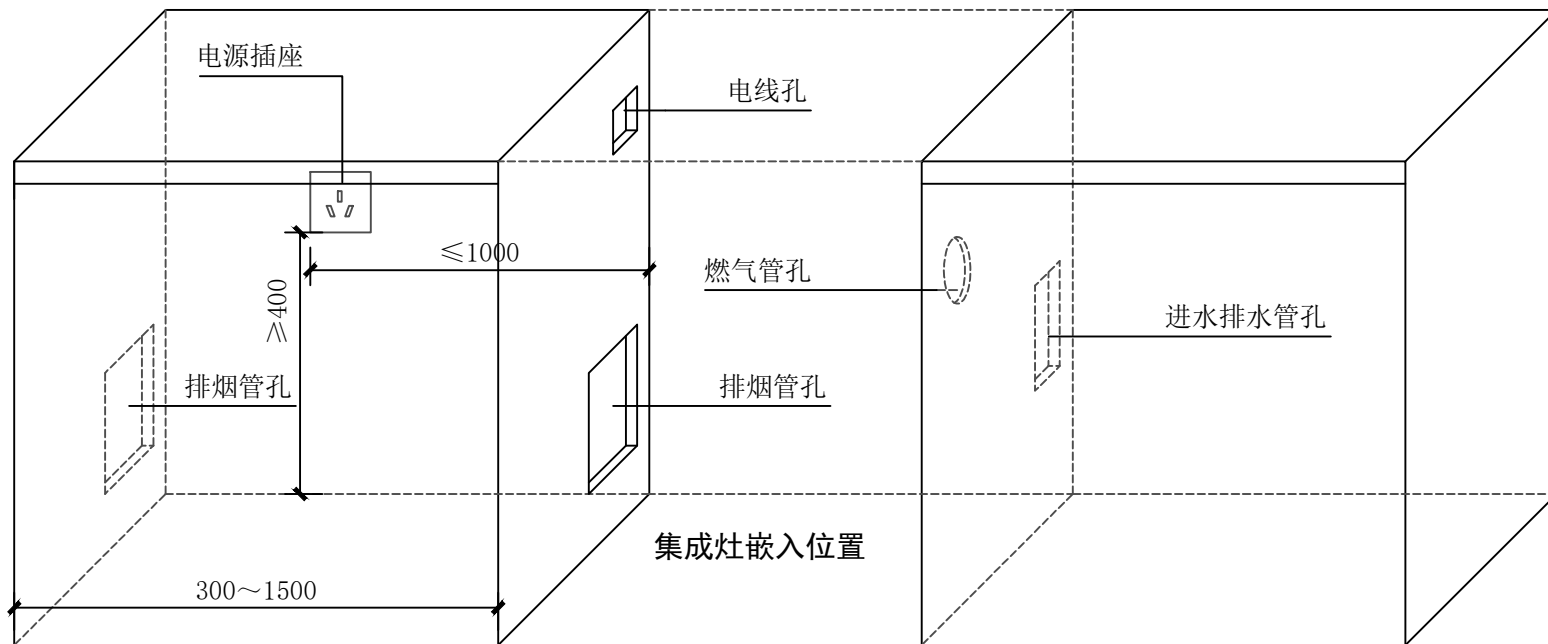 电源插座
电线孔
≤1000
燃气管孔
≥400
进水排水管孔
排烟管孔
排烟管孔
集成灶嵌入位置
300～1500